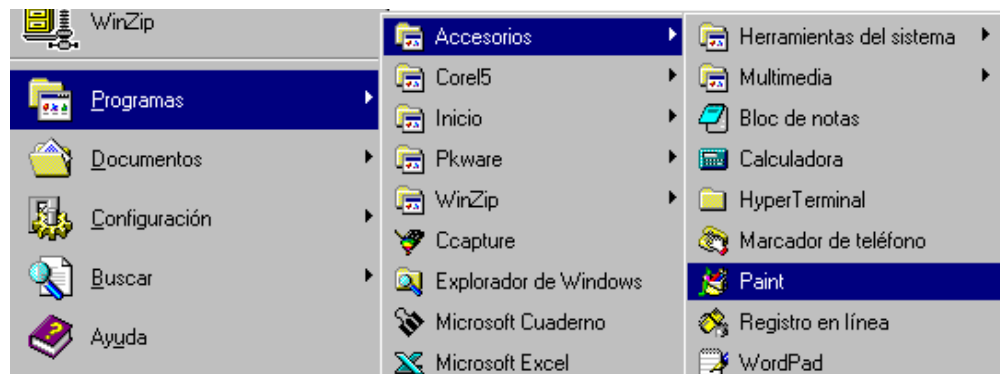 WinZip
Programas
Documentos
Configuración
Buscar
Ayuda
Accesorios
Corel5
Inicio
Pkware
WinZip
Ccapture
Explorador de Windows
Microsoft Cuaderno
Microsoft Excel
Herramientas del sistema
Multimedia
Bloc de notas
Calculadora
HyperTerminal
Marcador de teléfono
Paint
Registro en línea
WordPad